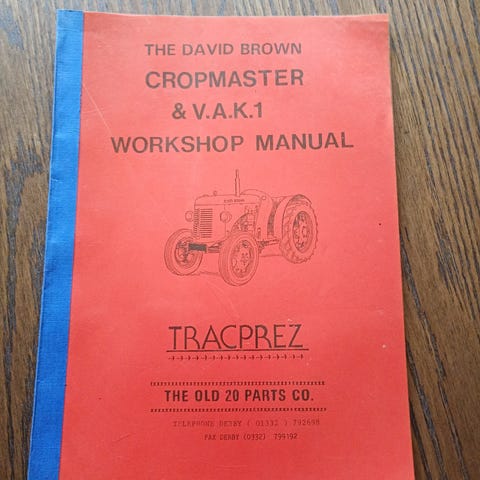 THE DAVID BROWN
CROPMASTER
& V.A.K.1
WORKSHOP MANUAL
TRACPREZ
THE OLD 20 PARTS CO.
TELEPHONE DERBY ( 01332 ) 792698
FAX DERBY (0332) 799192